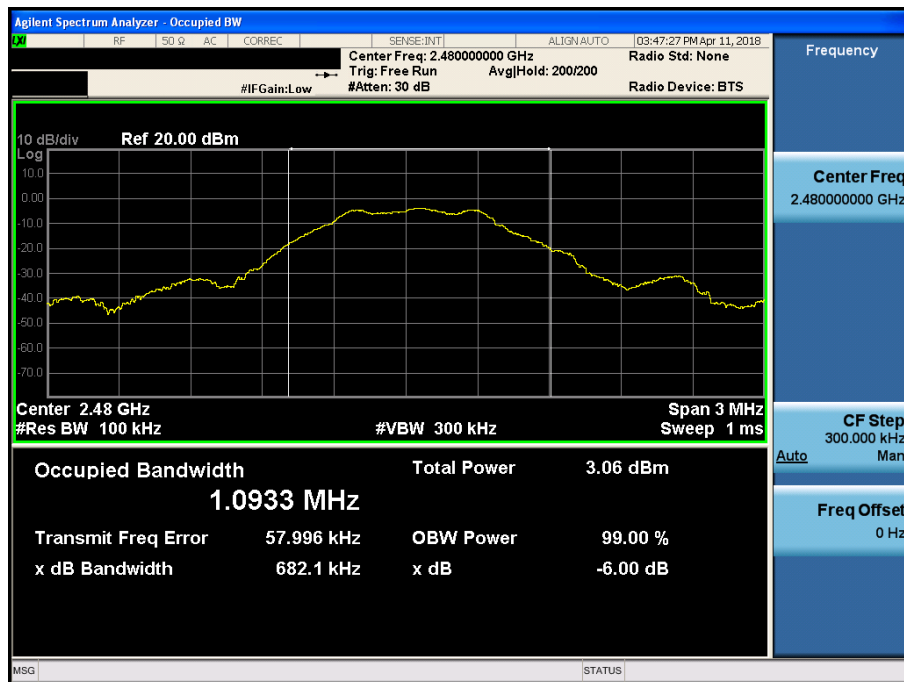 Agilent Spectrum Analyzer - Occupied BW
LXI RF 50 Ω AC CORREC SENSE:INT ALIGN AUTO 03:47:27 PM Apr 11, 2018
Center Freq: 2.480000000 GHz Radio Std: None
Trig: Free Run Avg|Hold: 200/200
#IFGain:Low #Atten: 30 dB Radio Device: BTS
10 dB/div Ref 20.00 dBm
Log
10.0
0.00
-10.0
-20.0
-30.0
-40.0
-50.0
-60.0
-70.0
Center 2.48 GHz Span 3 MHz
#Res BW 100 kHz #VBW 300 kHz Sweep 1 ms
Occupied Bandwidth Total Power 3.06 dBm
1.0933 MHz
Transmit Freq Error 57.996 kHz OBW Power 99.00 %
x dB Bandwidth 682.1 kHz x dB -6.00 dB
MSG STATUS
Frequency
Center Freq
2.480000000 GHz
CF Step
300.000 kHz
Auto Man
Freq Offset
0 Hz